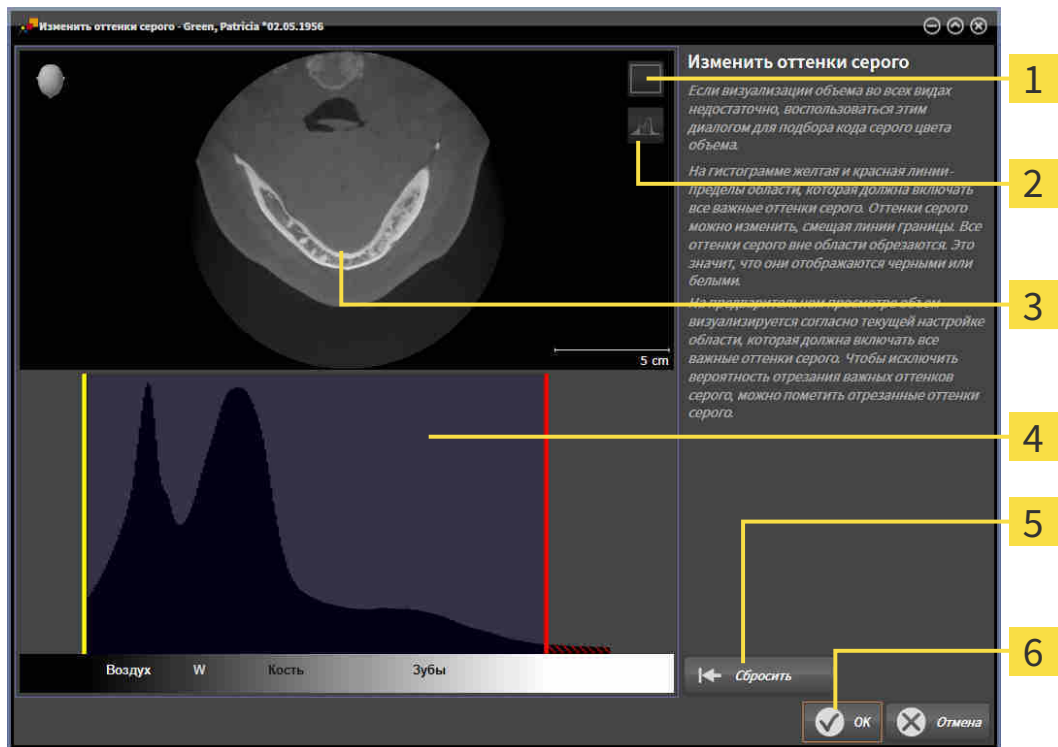 Изменить оттенки серого - Green, Patricia *02.05.1956
Изменить оттенки серого
Если визуализации объема во всех видах
недостаточно, воспользоваться этим
диалогом для подбора кода серого цвета
объема.
На гистограмме желтая и красная линии-
пределы области, которая должна включать
все важные оттенки серого. Оттенки серого
можно изменить, смещая линии границы. Все
оттенки серого вне области обрезаются. Это
значит, что они отображаются черными или
белыми.
На предварительном просмотре объем
визуализируется согласно текущей настройке
области, которая должна включать все
важные оттенки серого. Чтобы исключить
вероятность отрезания важных оттенков
серого, можно пометить отрезанные оттенки
серого.
5 cm
Воздух W Кость Зубы
Сбросить
OK Отмена
1
2
3
4
5
6